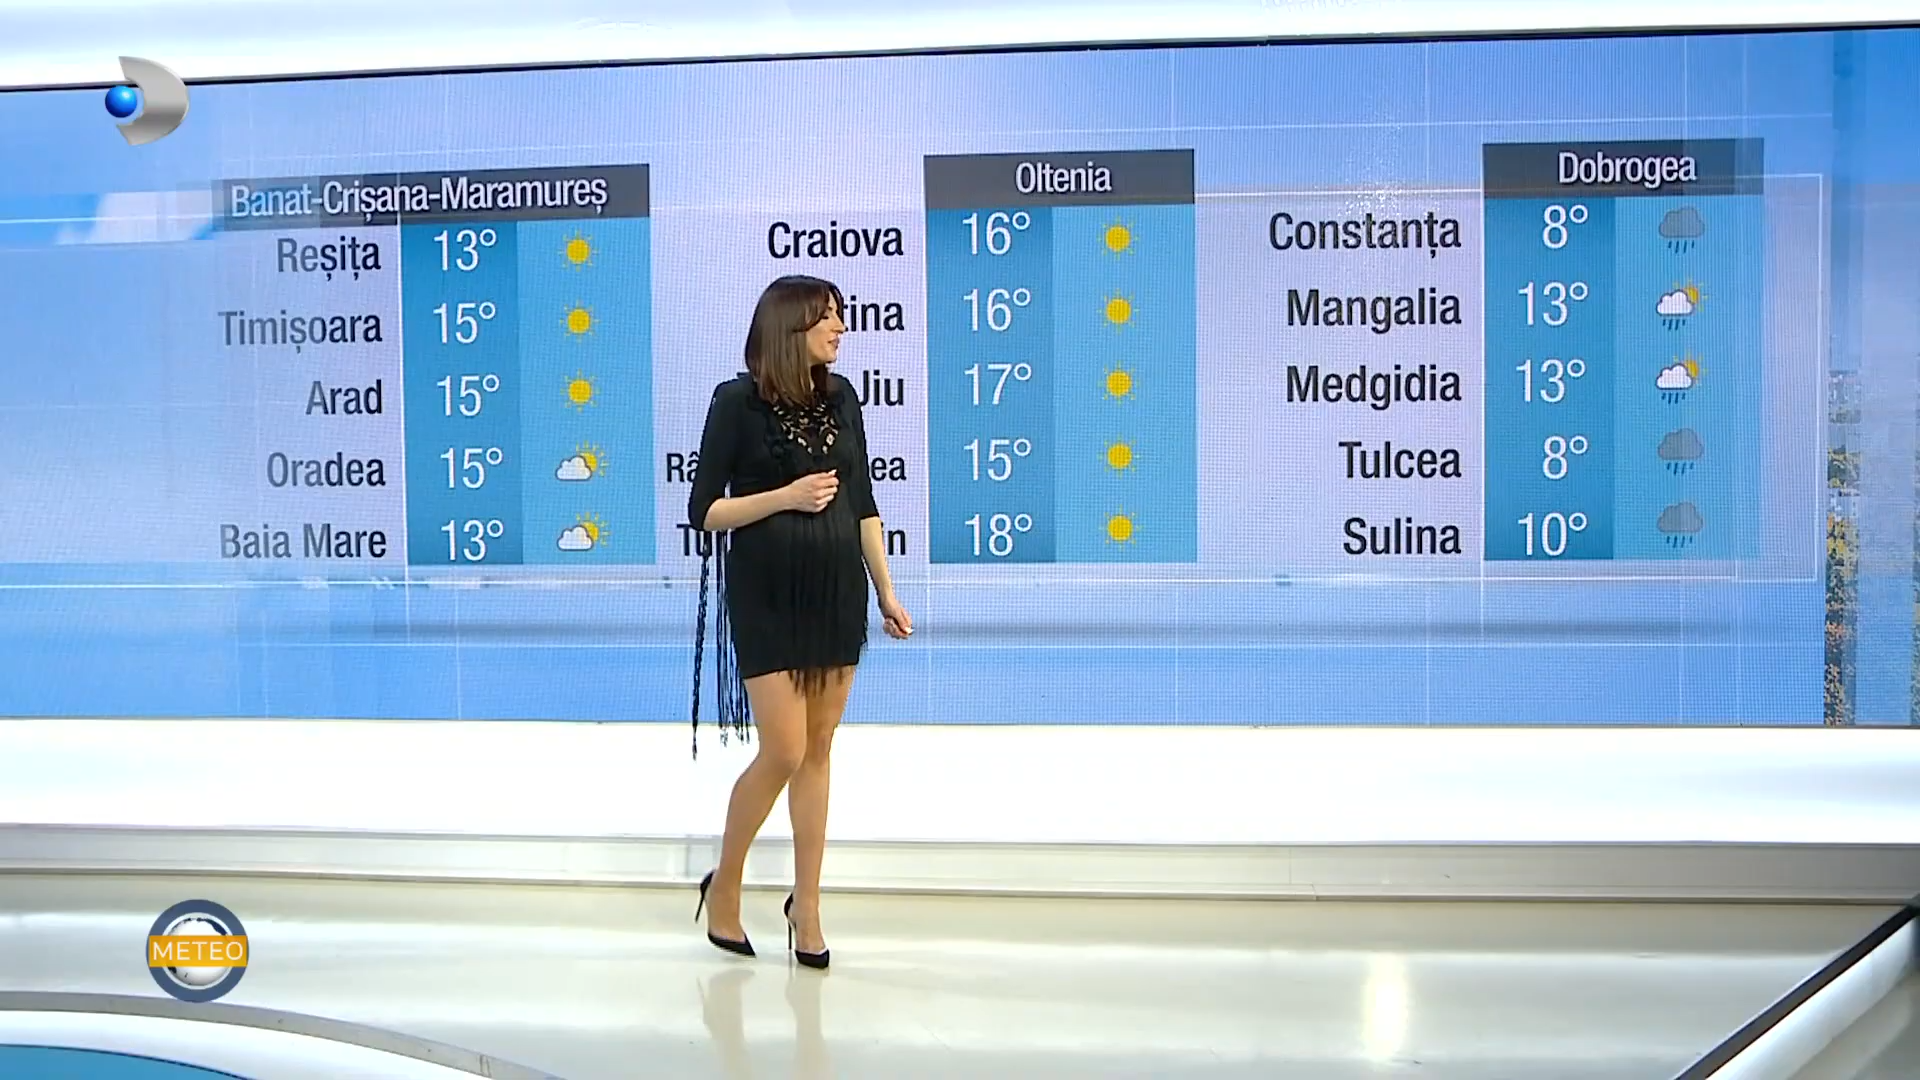 Banat-Crișana-Maramureș
Reșița 13°
Timișoara 15°
Arad 15°
Oradea 15°
Baia Mare 13°
Oltenia
Craiova 16°
16°
Jiu 17°
15°
18°
Dobrogea
Constanța 8°
Mangalia 13°
Medgidia 13°
Tulcea 8°
Sulina 10°
METEO